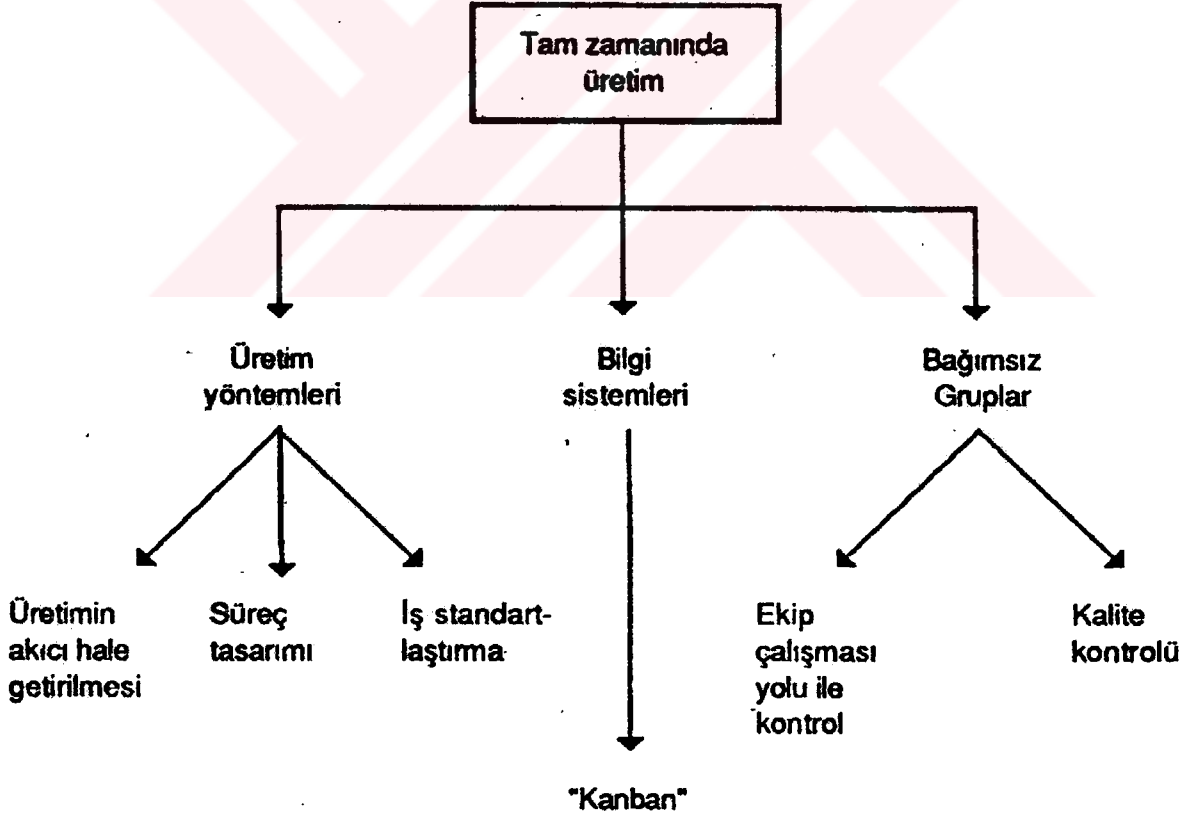 Tam zamanında
üretim
Üretim
yöntemleri
Bilgi
sistemleri
Bağımsız
Gruplar
Üretimin
akıcı hale
getirilmesi
Süreç
tasarımı
İş standart-
laştırma
"Kanban"
Ekip
çalışması
yolu ile
kontrol
Kalite
kontrolü